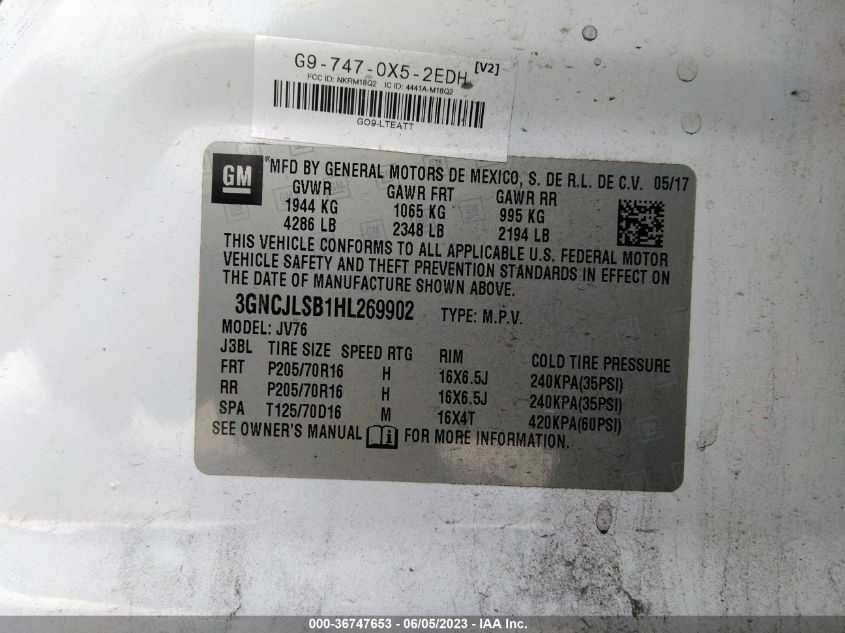 G9-747-0X5-2EDH [V2]
FCC ID: NKRM18Q2 IC ID: 4441A-M18Q2
GO9-LTEATT
GM ®MFD BY GENERAL MOTORS DE MEXICO, S. DE R.L. DE C.V. 05/17
GVWR GAWR FRT GAWR RR
1944 KG 1065 KG 995 KG
4286 LB 2348 LB 2194 LB
THIS VEHICLE CONFORMS TO ALL APPLICABLE U.S. FEDERAL MOTOR
VEHICLE SAFETY AND THEFT PREVENTION STANDARDS IN EFFECT ON
THE DATE OF MANUFACTURE SHOWN ABOVE.
3GNCJLSB1HL269902 TYPE: M.P.V.
MODEL: JV76
J3BL TIRE SIZE SPEED RTG RIM COLD TIRE PRESSURE
FRT P205/70R16 H 16X6.5J 240KPA(35PSI)
RR P205/70R16 H 16X6.5J 240KPA(35PSI)
SPA T125/70D16 M 16X4T 420KPA(60PSI)
SEE OWNER'S MANUAL FOR MORE INFORMATION.
000-36747653 - 06/05/2023 - IAA Inc.